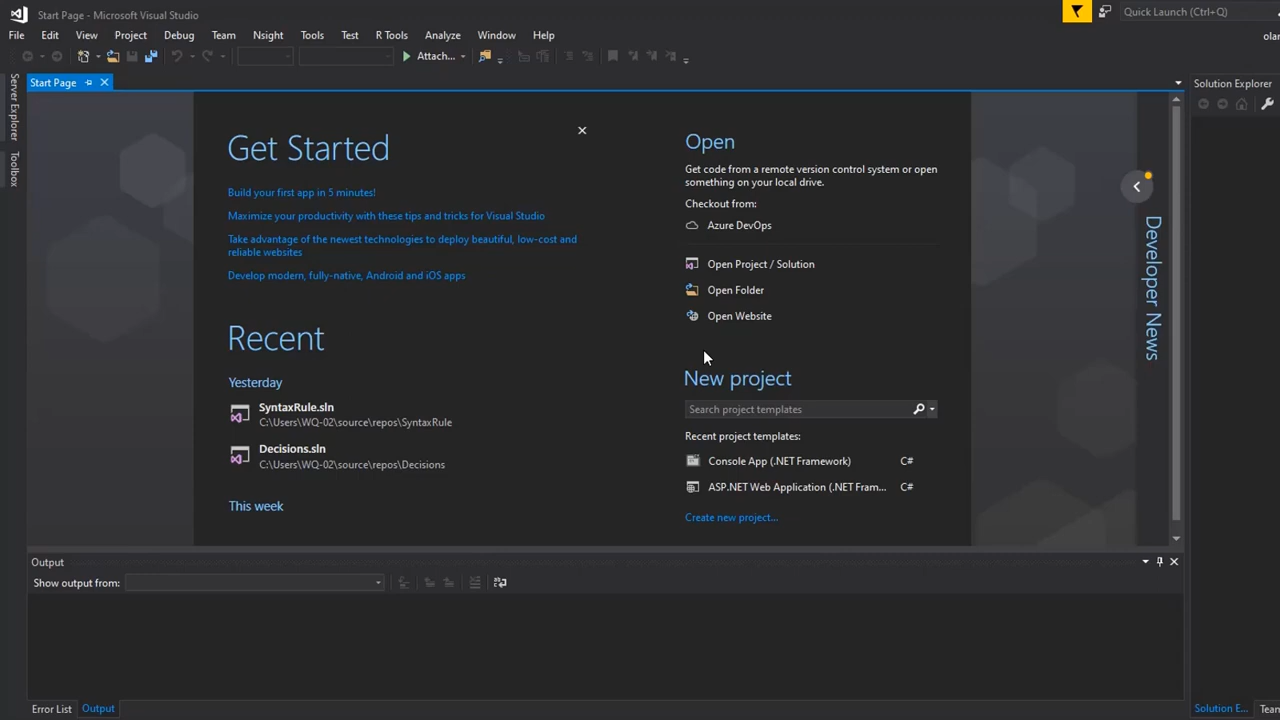 Start Page - Microsoft Visual Studio
Quick Launch (Ctrl+Q)
File Edit View Project Debug Team Nsight Tools Test R Tools Analyze Window Help
Attach...
Start Page
Solution Explorer
Server Explorer
Toolbox
Get Started
Build your first app in 5 minutes!
Maximize your productivity with these tips and tricks for Visual Studio
Take advantage of the newest technologies to deploy beautiful, low-cost and
reliable websites
Develop modern, fully-native, Android and iOS apps
Recent
Yesterday
SyntaxRule.sln
C:\Users\WQ-02\source\repos\SyntaxRule
Decisions.sln
C:\Users\WQ-02\source\repos\Decisions
This week
Open
Get code from a remote version control system or open
something on your local drive.
Checkout from:
Azure DevOps
Open Project / Solution
Open Folder
Open Website
New project
Search project templates
Recent project templates:
Console App (.NET Framework) C#
ASP.NET Web Application (.NET Fram... C#
Create new project...
Developer News
Output
Show output from:
Error List Output
Solution E... Team